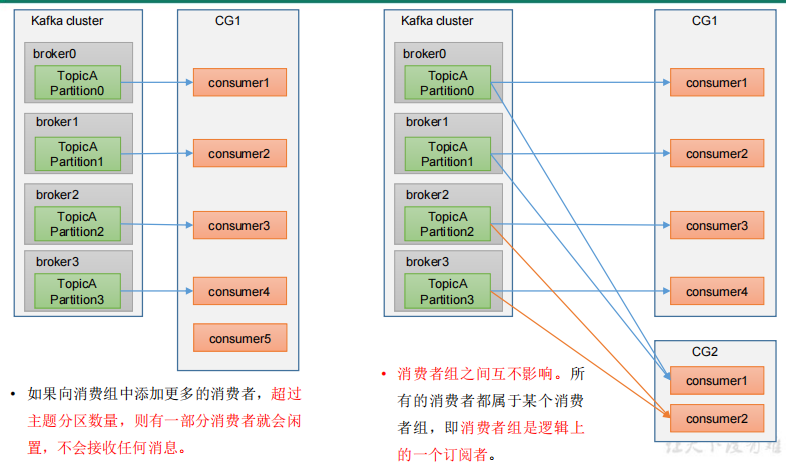 Kafka cluster
CG1
broker0
TopicA
Partition0
consumer1
broker1
TopicA
Partition1
consumer2
broker2
TopicA
Partition2
consumer3
broker3
TopicA
Partition3
consumer4
consumer5
• 如果向消费组中添加更多的消费者，超过
主题分区数量，则有一部分消费者就会闲
置，不会接收任何消息。
Kafka cluster
CG1
broker0
TopicA
Partition0
consumer1
broker1
TopicA
Partition1
consumer2
broker2
TopicA
Partition2
consumer3
broker3
TopicA
Partition3
consumer4
CG2
consumer1
consumer2
• 消费者组之间互不影响。所
有的消费者都属于某个消费
者组，即消费者组是逻辑上
的一个订阅者。